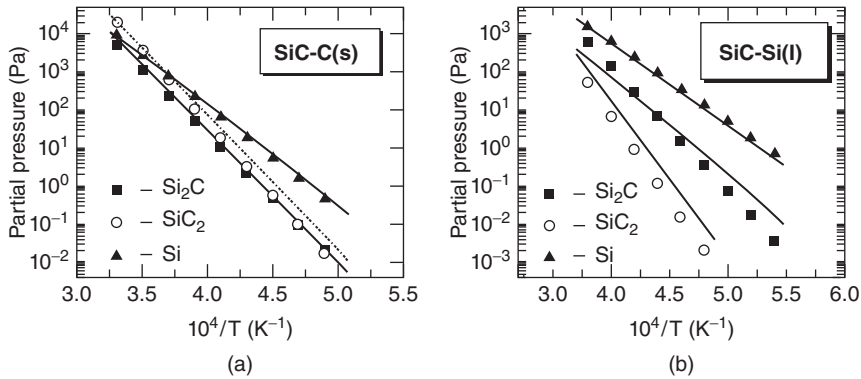 Partial pressure (Pa)
10⁴
10³
10²
10¹
10⁰
10⁻¹
10⁻²
SiC-C(s)
– Si₂C
– SiC₂
– Si
3.0 3.5 4.0 4.5 5.0 5.5
10⁴/T (K⁻¹)
(a)
Partial pressure (Pa)
10³
10²
10¹
10⁰
10⁻¹
10⁻²
10⁻³
SiC-Si(l)
– Si₂C
– SiC₂
– Si
3.0 3.5 4.0 4.5 5.0 5.5 6.0
10⁴/T (K⁻¹)
(b)